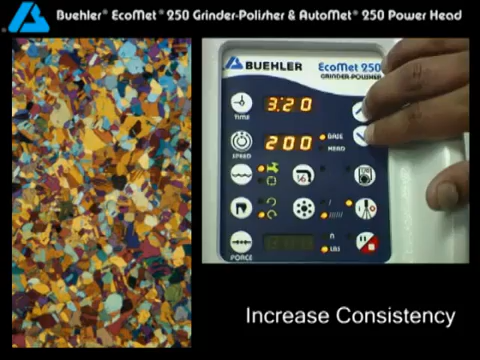 Buehler® EcoMet® 250 Grinder-Polisher & AutoMet® 250 Power Head
BUEHLER
EcoMet 250
GRINDER-POLISHER
3:20
TIME
200
BASE
HEAD
SPEED
FORCE
LBS
Increase Consistency